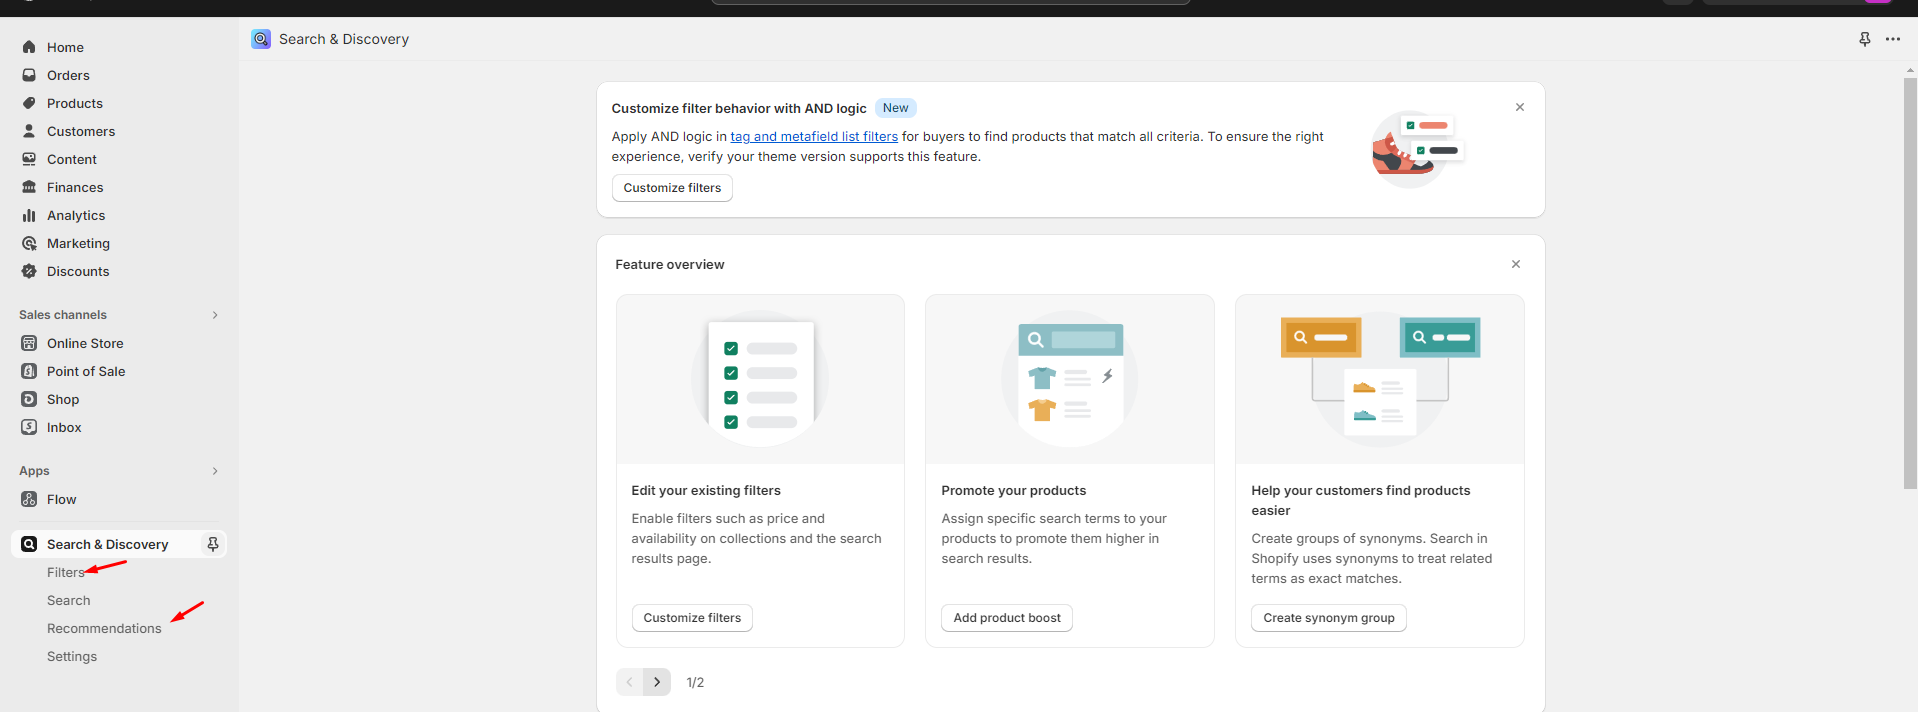 Home
Orders
Products
Customers
Content
Finances
Analytics
Marketing
Discounts
Sales channels
Online Store
Point of Sale
Shop
Inbox
Apps
Flow
Search & Discovery
Filters
Search
Recommendations
Settings
Search & Discovery
Customize filter behavior with AND logic New
Apply AND logic in tag and metafield list filters for buyers to find products that match all criteria. To ensure the right
experience, verify your theme version supports this feature.
Customize filters
Feature overview
Edit your existing filters
Enable filters such as price and
availability on collections and the search
results page.
Customize filters
Promote your products
Assign specific search terms to your
products to promote them higher in
search results.
Add product boost
Help your customers find products
easier
Create groups of synonyms. Search in
Shopify uses synonyms to treat related
terms as exact matches.
Create synonym group
1/2